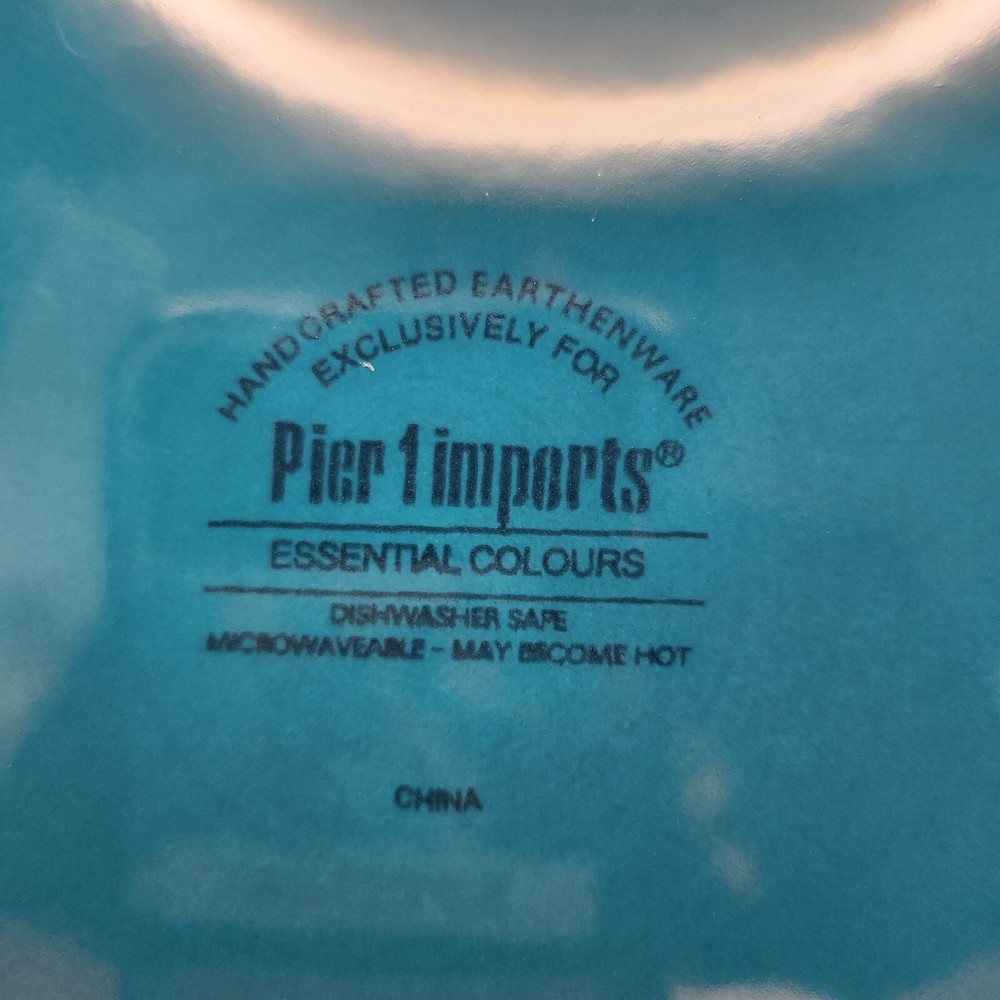 HANDCRAFTED EARTHENWARE
EXCLUSIVELY FOR
Pier 1 imports®
ESSENTIAL COLOURS
DISHWASHER SAFE
MICROWAVEABLE - MAY BECOME HOT
CHINA